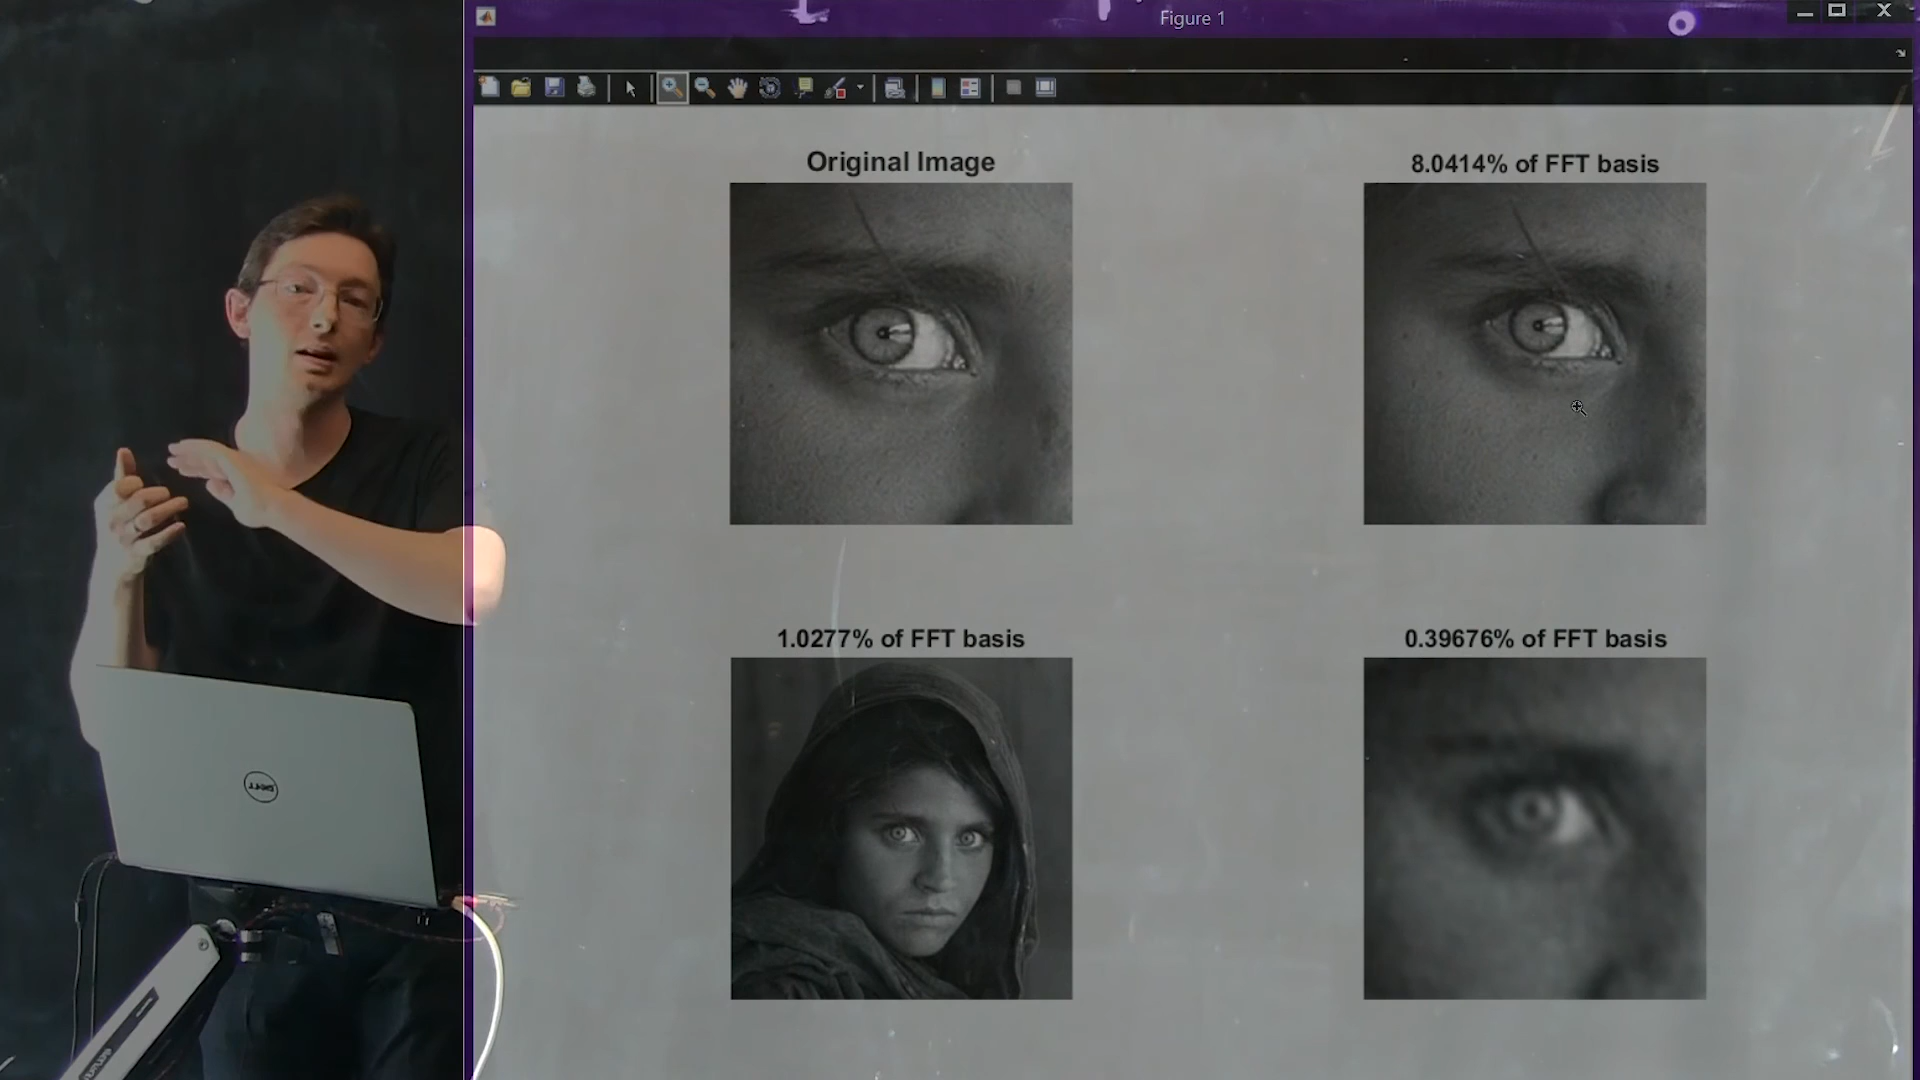 Figure 1
Original Image
8.0414% of FFT basis
1.0277% of FFT basis
0.39676% of FFT basis
DELL